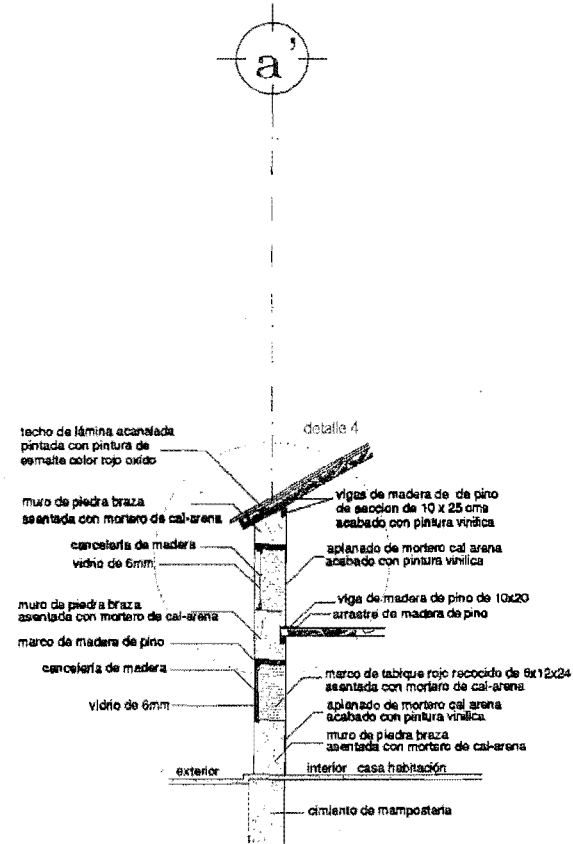 a'
detalle 4
techo de lámina acanalada
pintada con pintura de
esmalte color rojo oxido
muro de piedra braza
asentada con mortero de cal-arena
cancelería de madera
vidrio de 6mm
muro de piedra braza
asentada con mortero de cal-arena
marco de madera de pino
cancelería de madera
vidrio de 6mm
exterior
vigas de madera de de pino
de seccion de 10 x 25 cms
acabado con pintura vinilica
aplanado de mortero cal arena
acabado con pintura vinilica
viga de madera de pino de 10x20
arrastre de madera de pino
marco de tabique rojo recocido de 6x12x24
asentada con mortero de cal-arena
aplanado de mortero cal arena
acabado con pintura vinilica
muro de piedra braza
asentada con mortero de cal-arena
interior casa habitación
cimiento de mamposteria